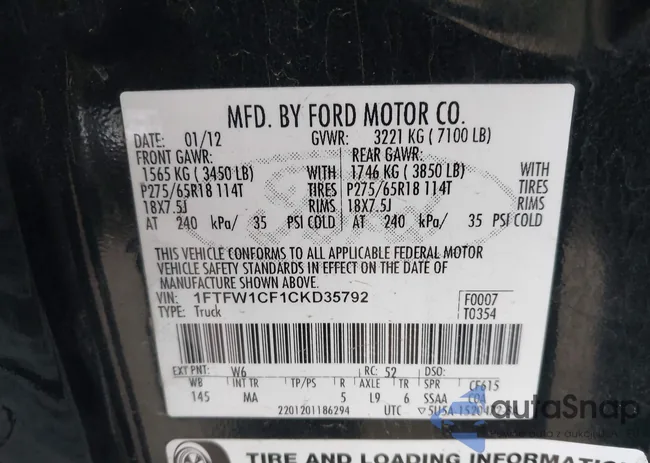 MFD. BY FORD MOTOR CO.
DATE: 01/12 GVWR: 3221 KG ( 7100 LB)
FRONT GAWR: REAR GAWR:
1565 KG ( 3450 LB) WITH 1746 KG ( 3850 LB) WITH
P275/65R18 114T TIRES P275/65R18 114T TIRES
18X7.5J RIMS 18X7.5J RIMS
AT 240 kPa/ 35 PSI COLD AT 240 kPa/ 35 PSI COLD
THIS VEHICLE CONFORMS TO ALL APPLICABLE FEDERAL MOTOR
VEHICLE SAFETY STANDARDS IN EFFECT ON THE DATE OF
MANUFACTURE SHOWN ABOVE.
VIN: 1FTFW1CF1CKD35792 F0007
TYPE: Truck T0354
EXT PNT: W6 RC: 52 DSO:
WB INT TR TP/PS R AXLE TR SPR CF615
145 MA 5 L9 6 SSAA
2201201186294 UTC
autoSnap
TIRE AND LOADING INFORMATION